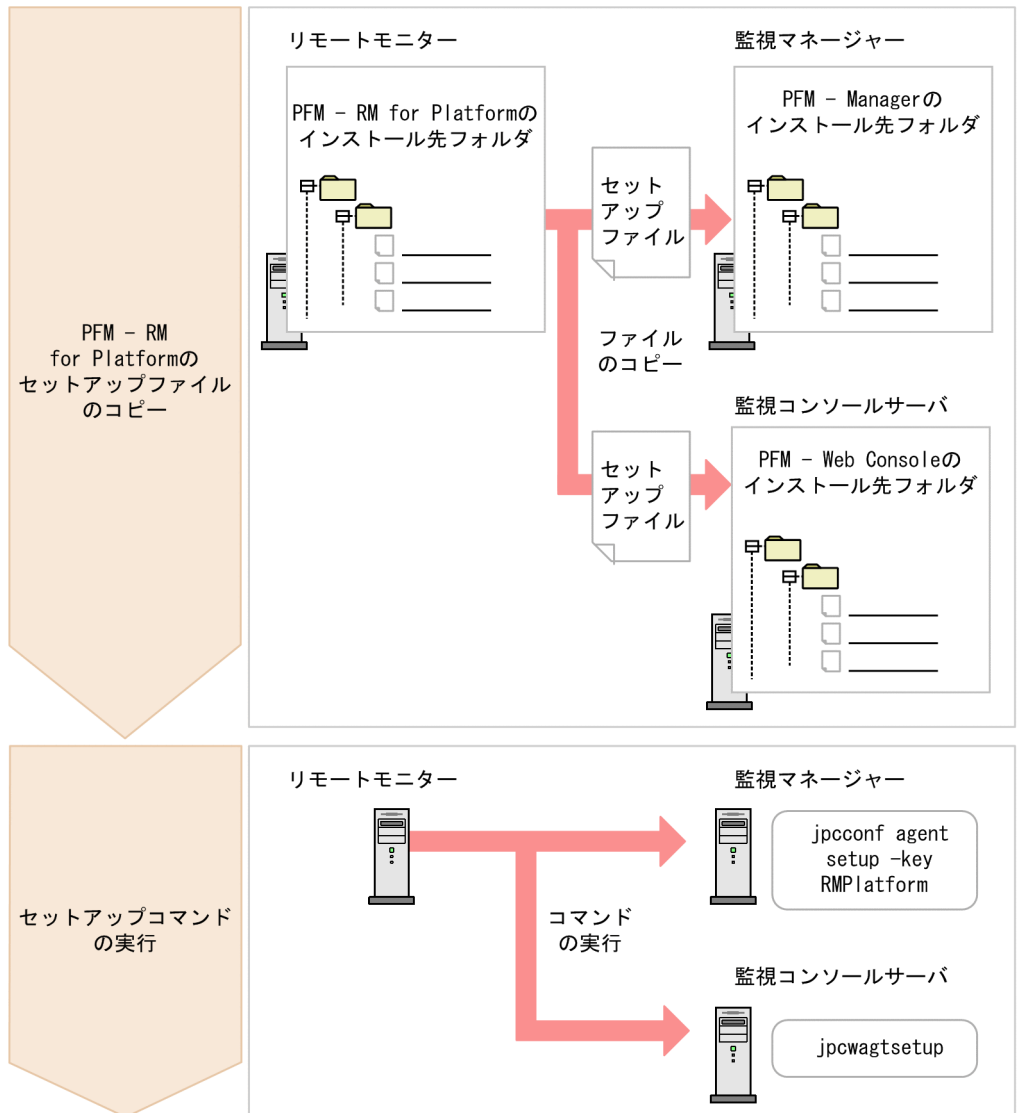 リモートモニター
監視マネージャー
PFM － RM for Platformの
インストール先フォルダ
PFM － Managerの
インストール先フォルダ
セット
アップ
ファイル
ファイル
のコピー
PFM － RM
for Platformの
セットアップファイル
のコピー
監視コンソールサーバ
セット
アップ
ファイル
PFM － Web Consoleの
インストール先フォルダ
リモートモニター
監視マネージャー
jpcconf agent
setup －key
RMPlatform
セットアップコマンド
の実行
コマンド
の実行
監視コンソールサーバ
jpcwagtsetup